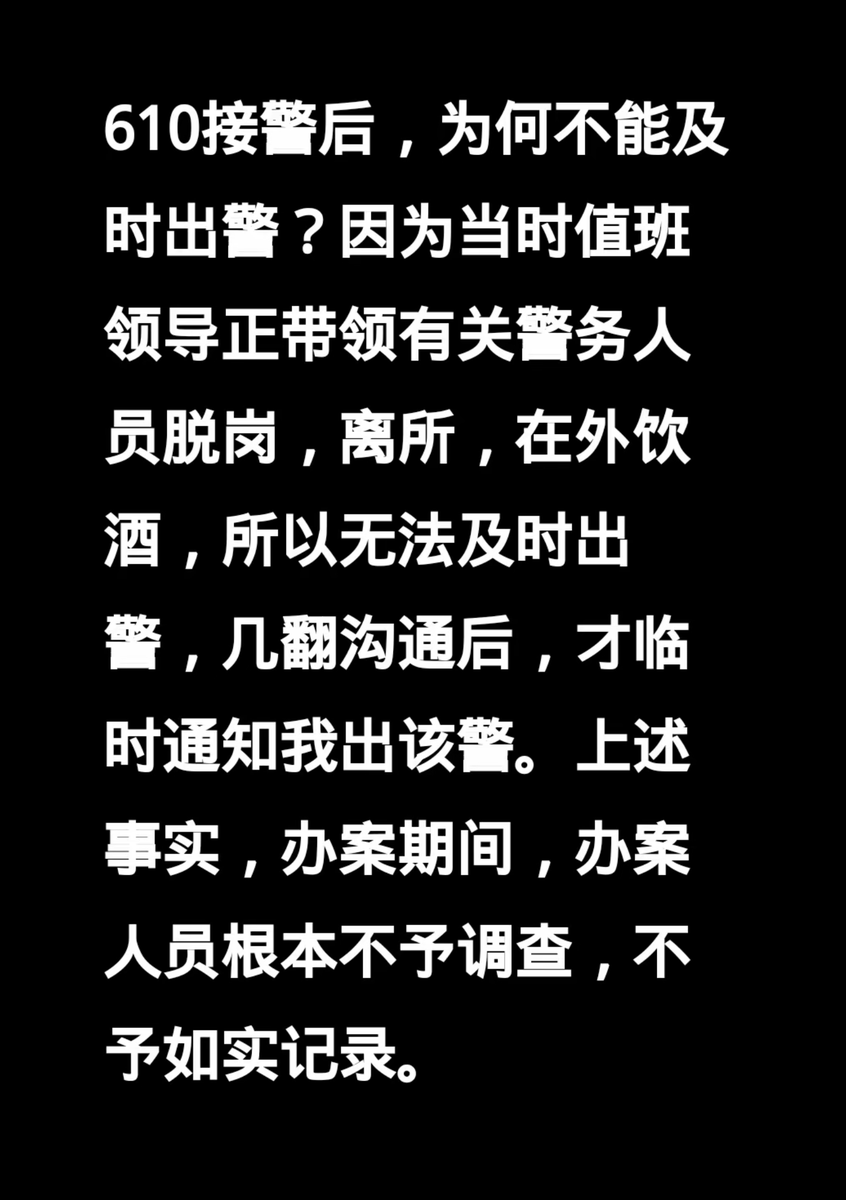 610接警后，为何不能及
时出警？因为当时值班
领导正带领有关警务人
员脱岗，离所，在外饮
酒，所以无法及时出
警，几翻沟通后，才临
时通知我出该警。上述
事实，办案期间，办案
人员根本不予调查，不
予如实记录。